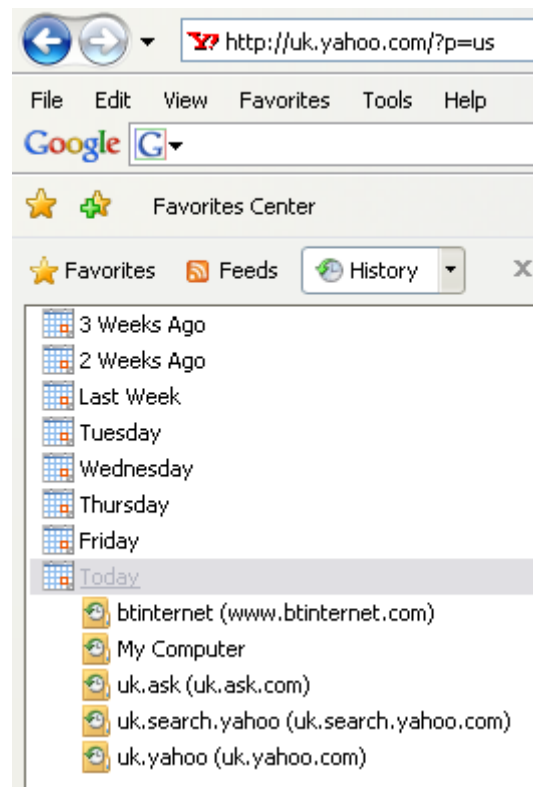 Y! http://uk.yahoo.com/?p=us
File Edit View Favorites Tools Help
Google G
Favorites Center
Favorites Feeds History X
3 Weeks Ago
2 Weeks Ago
Last Week
Tuesday
Wednesday
Thursday
Friday
Today
btinternet (www.btinternet.com)
My Computer
uk.ask (uk.ask.com)
uk.search.yahoo (uk.search.yahoo.com)
uk.yahoo (uk.yahoo.com)